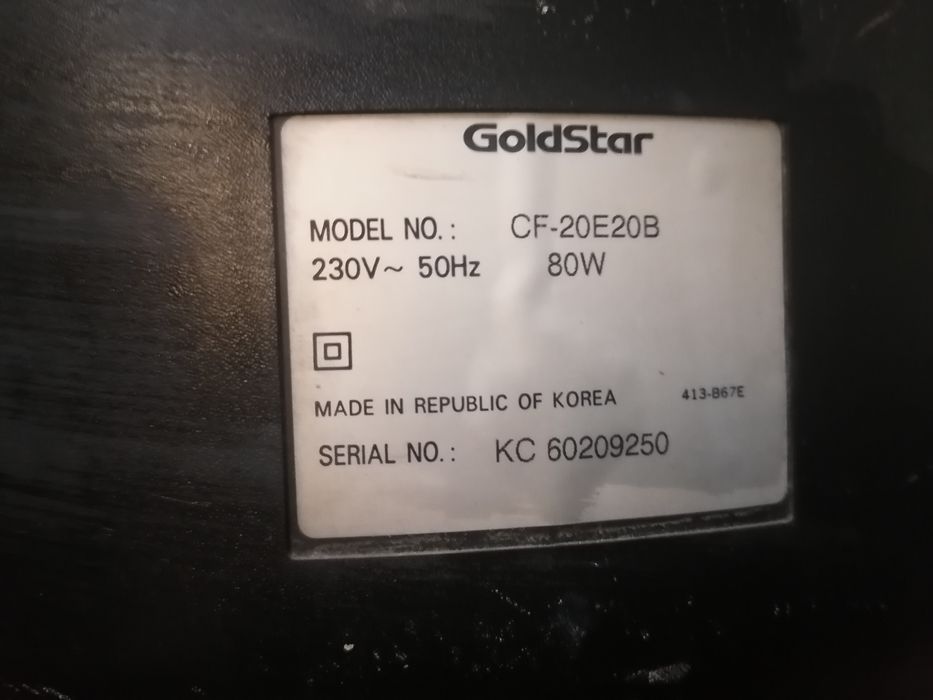 GoldStar
MODEL NO.: CF-20E20B
230V~ 50Hz 80W
MADE IN REPUBLIC OF KOREA 413-B67E
SERIAL NO.: KC 60209250